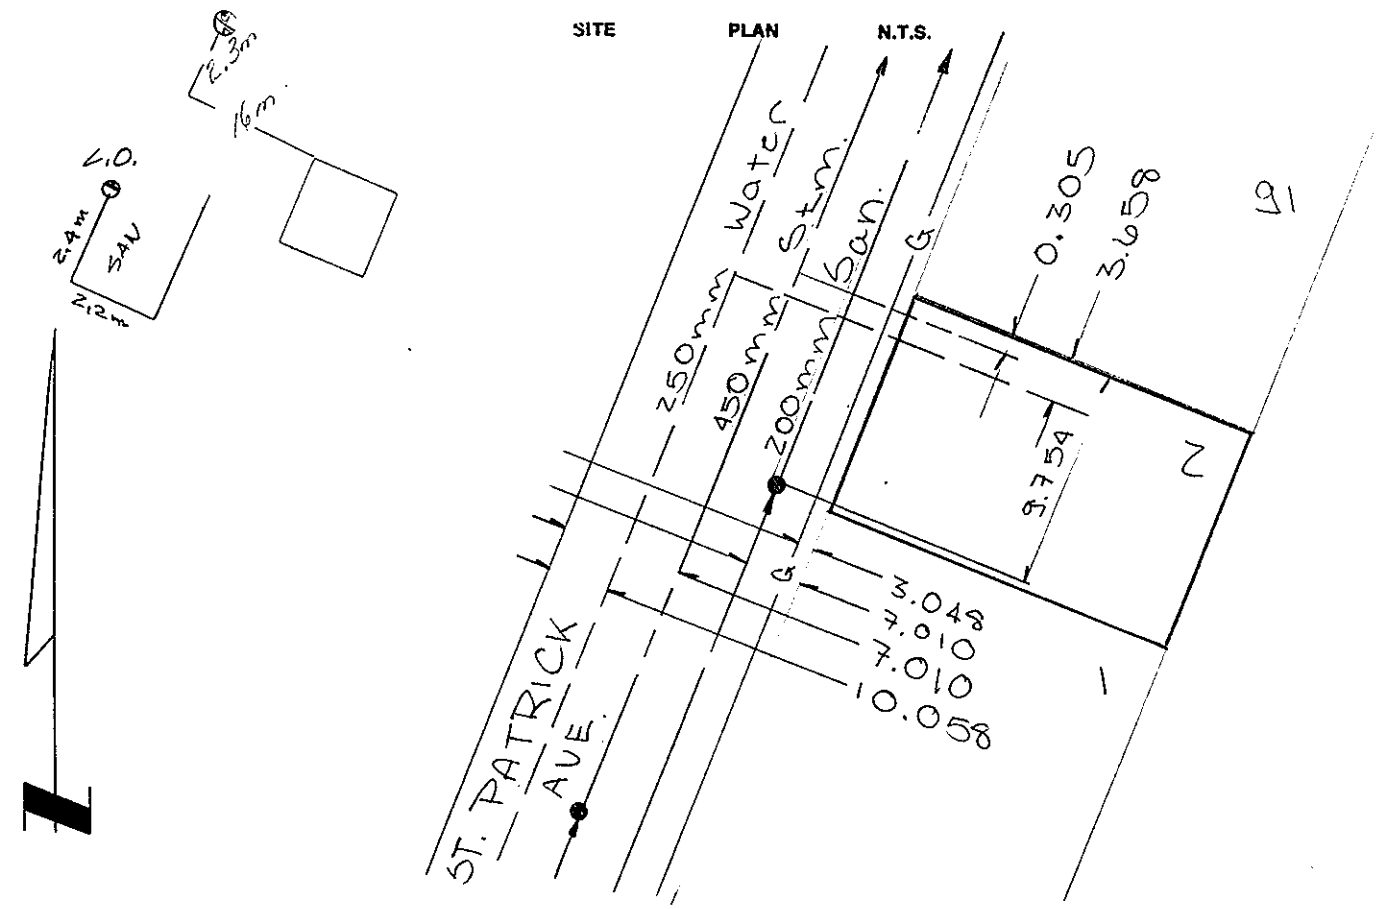 SITE PLAN N.T.S.
2.3m
16m.
C.O.
2.4m
SAN
2.2m
250mm Water
450mm Stm.
200mm San.
G
G
0.305
3.658
16
2
9.754
3.048
7.010
7.010
10.058
1
ST. PATRICK
AVE.